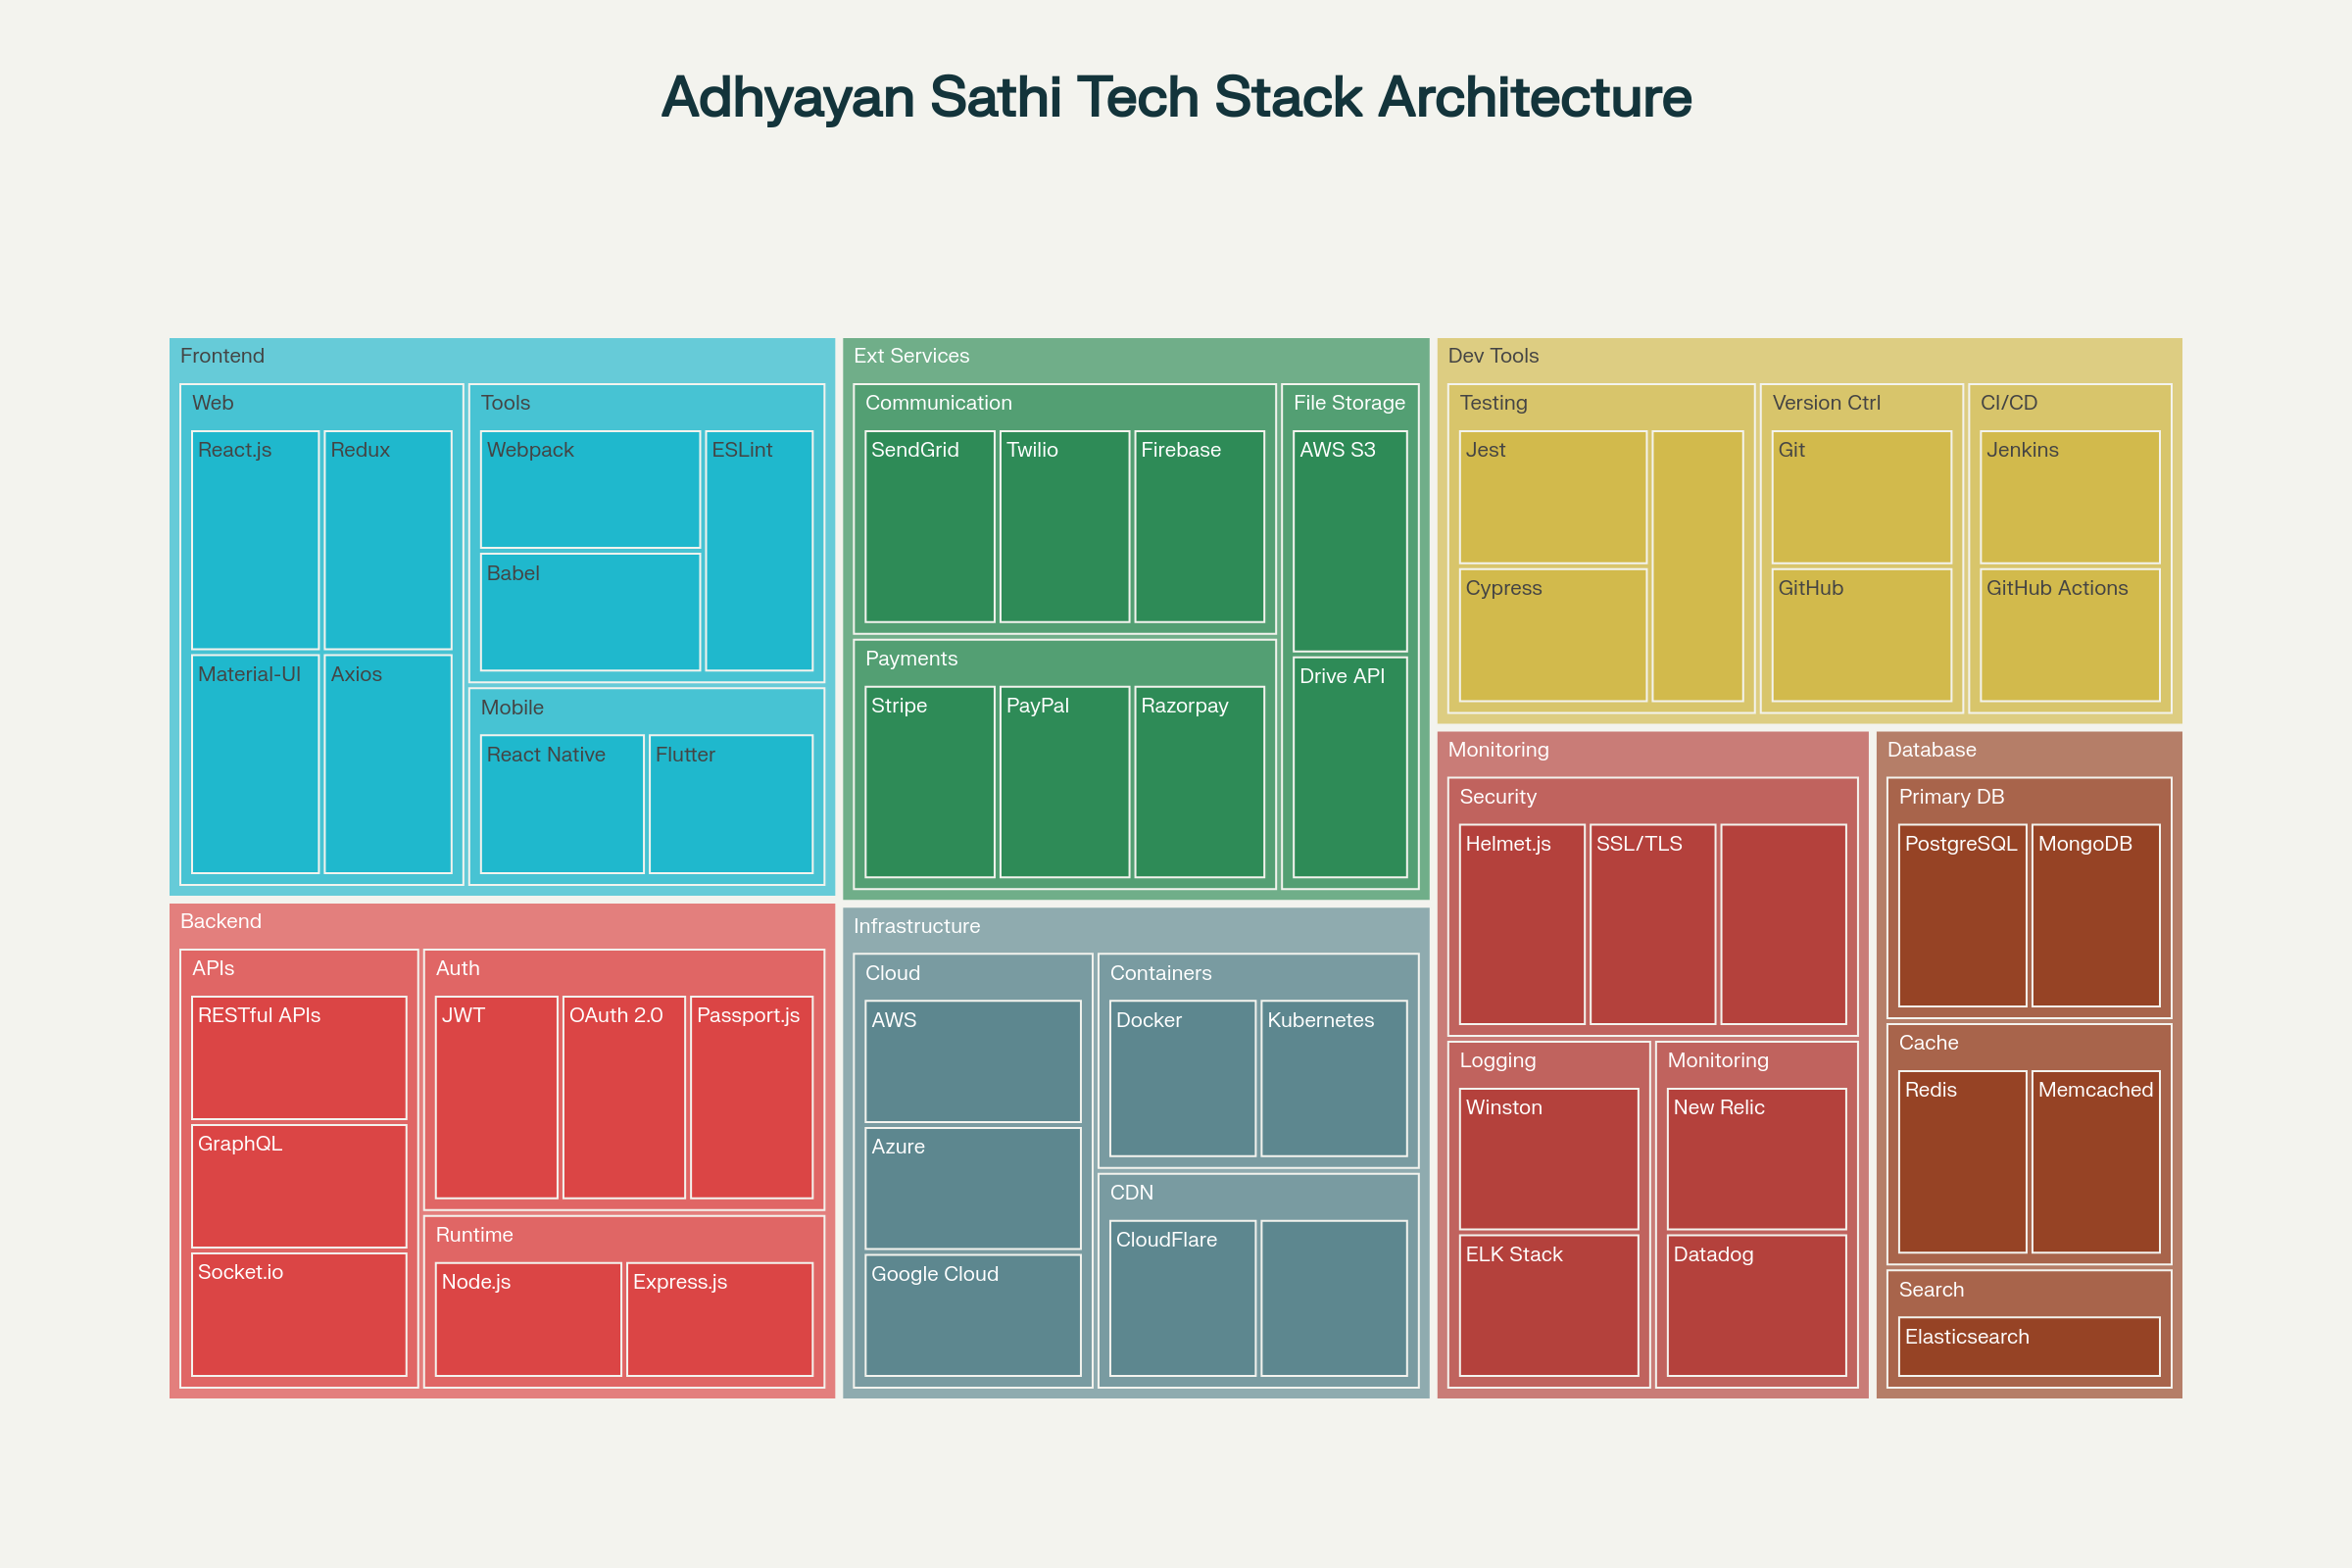 Adhyayan Sathi Tech Stack Architecture
Frontend
Web
React.js
Redux
Material-UI
Axios
Tools
Webpack
ESLint
Babel
Mobile
React Native
Flutter
Backend
APIs
RESTful APIs
GraphQL
Socket.io
Auth
JWT
OAuth 2.0
Passport.js
Runtime
Node.js
Express.js
Ext Services
Communication
SendGrid
Twilio
Firebase
Payments
Stripe
PayPal
Razorpay
File Storage
AWS S3
Drive API
Infrastructure
Cloud
AWS
Azure
Google Cloud
Containers
Docker
Kubernetes
CDN
CloudFlare
Dev Tools
Testing
Jest
Cypress
Version Ctrl
Git
GitHub
CI/CD
Jenkins
GitHub Actions
Monitoring
Security
Helmet.js
SSL/TLS
Logging
Winston
ELK Stack
Monitoring
New Relic
Datadog
Database
Primary DB
PostgreSQL
MongoDB
Cache
Redis
Memcached
Search
Elasticsearch